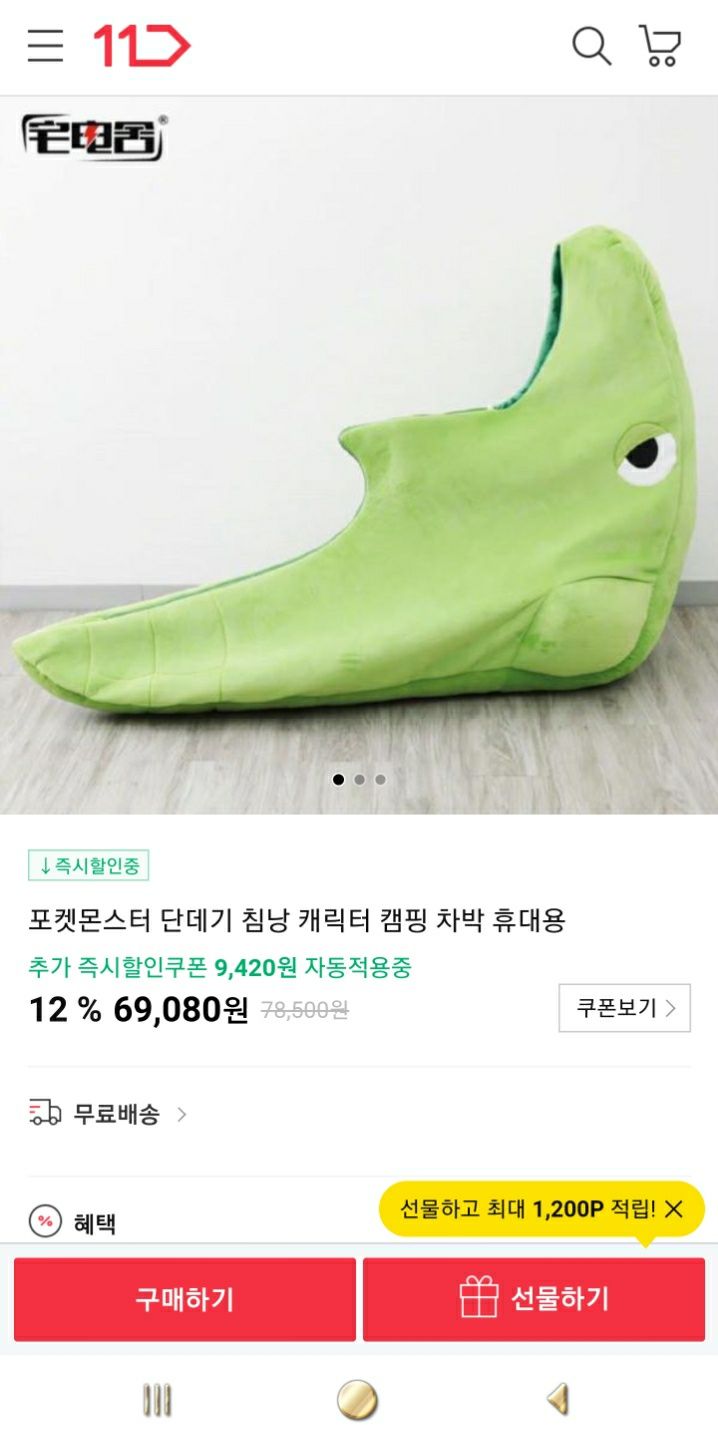 11
宅电舍®
↓즉시할인중
포켓몬스터 단데기 침낭 캐릭터 캠핑 차박 휴대용
추가 즉시할인쿠폰 9,420원 자동적용중
12 % 69,080원 78,500원
쿠폰보기 >
무료배송 >
선물하고 최대 1,200P 적립! ✕
% 혜택
구매하기
선물하기